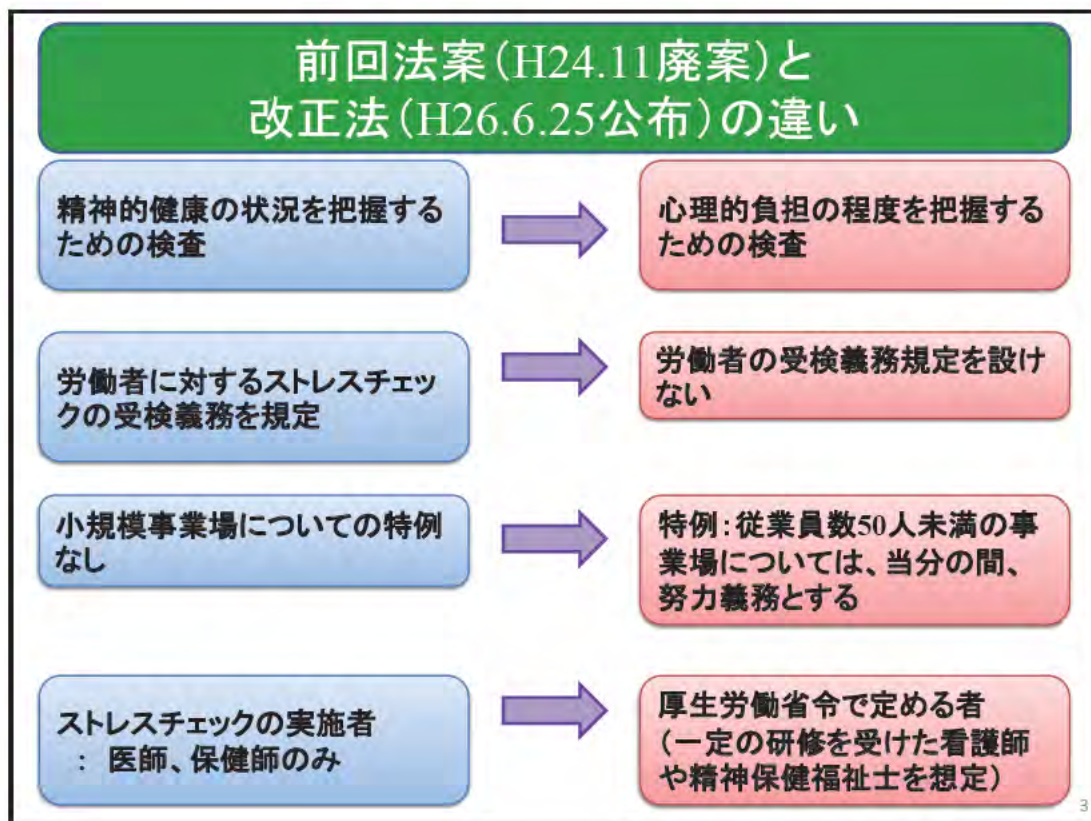 前回法案(H24.11廃案)と
改正法(H26.6.25公布)の違い
精神的健康の状況を把握する
ための検査
心理的負担の程度を把握する
ための検査
労働者に対するストレスチェッ
クの受検義務を規定
労働者の受検義務規定を設け
ない
小規模事業場についての特例
なし
特例:従業員数50人未満の事
業場については、当分の間、
努力義務とする
ストレスチェックの実施者
: 医師、保健師のみ
厚生労働省令で定める者
(一定の研修を受けた看護師
や精神保健福祉士を想定)
3